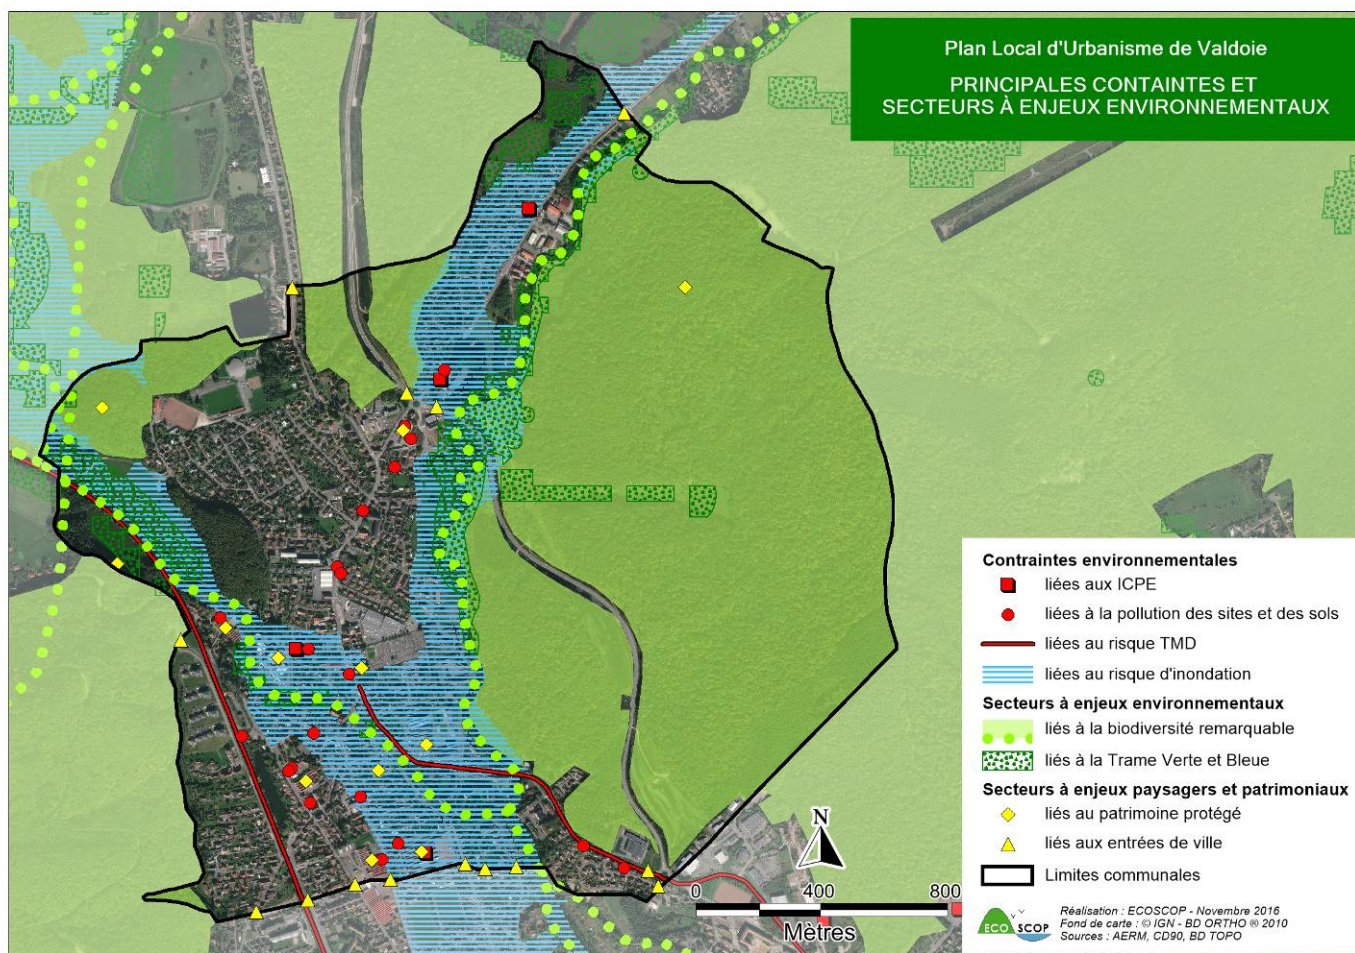 Plan Local d'Urbanisme de Valdoie
PRINCIPALES CONTAINTES ET
SECTEURS À ENJEUX ENVIRONNEMENTAUX
Contraintes environnementales
liées aux ICPE
liées à la pollution des sites et des sols
liées au risque TMD
liées au risque d'inondation
Secteurs à enjeux environnementaux
liés à la biodiversité remarquable
liés à la Trame Verte et Bleue
Secteurs à enjeux paysagers et patrimoniaux
liés au patrimoine protégé
liés aux entrées de ville
Limites communales
N
0 400 800
Mètres
ECO SCOP
Réalisation : ECOSCOP - Novembre 2016
Fond de carte : © IGN - BD ORTHO ® 2010
Sources : AERM, CD90, BD TOPO